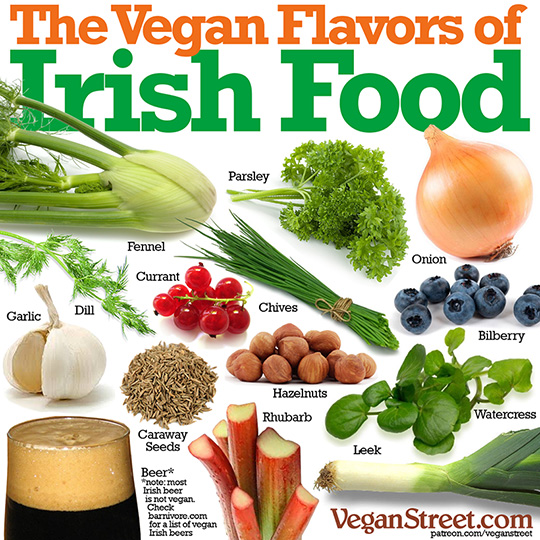 The Vegan Flavors of
Irish Food
Parsley
Fennel
Onion
Currant
Chives
Garlic
Dill
Bilberry
Hazelnuts
Caraway
Seeds
Rhubarb
Watercress
Leek
Beer*
*note: most
Irish beer
is not vegan.
Check
barnivore.com
for a list of vegan
Irish beers
VeganStreet.com
patreon.com/veganstreet